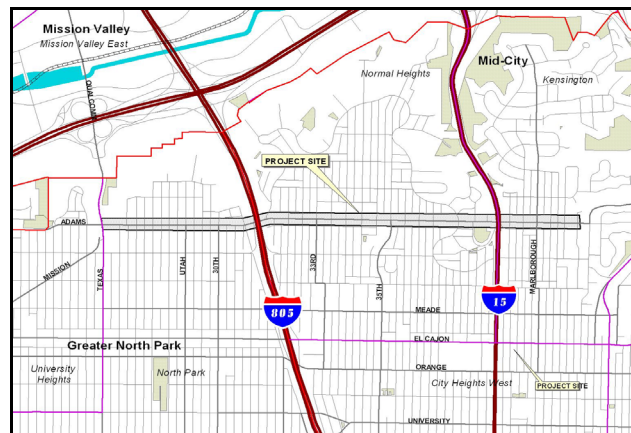 Mission Valley
Mission Valley East
QUALCOMM
Mid-City
Normal Heights
Kensington
PROJECT SITE
ADAMS
MISSION
TEXAS
UTAH
30TH
33RD
35TH
MARLBOROUGH
805
15
MEADE
EL CAJON
ORANGE
UNIVERSITY
Greater North Park
University
Heights
North Park
City Heights West
PROJECT SITE